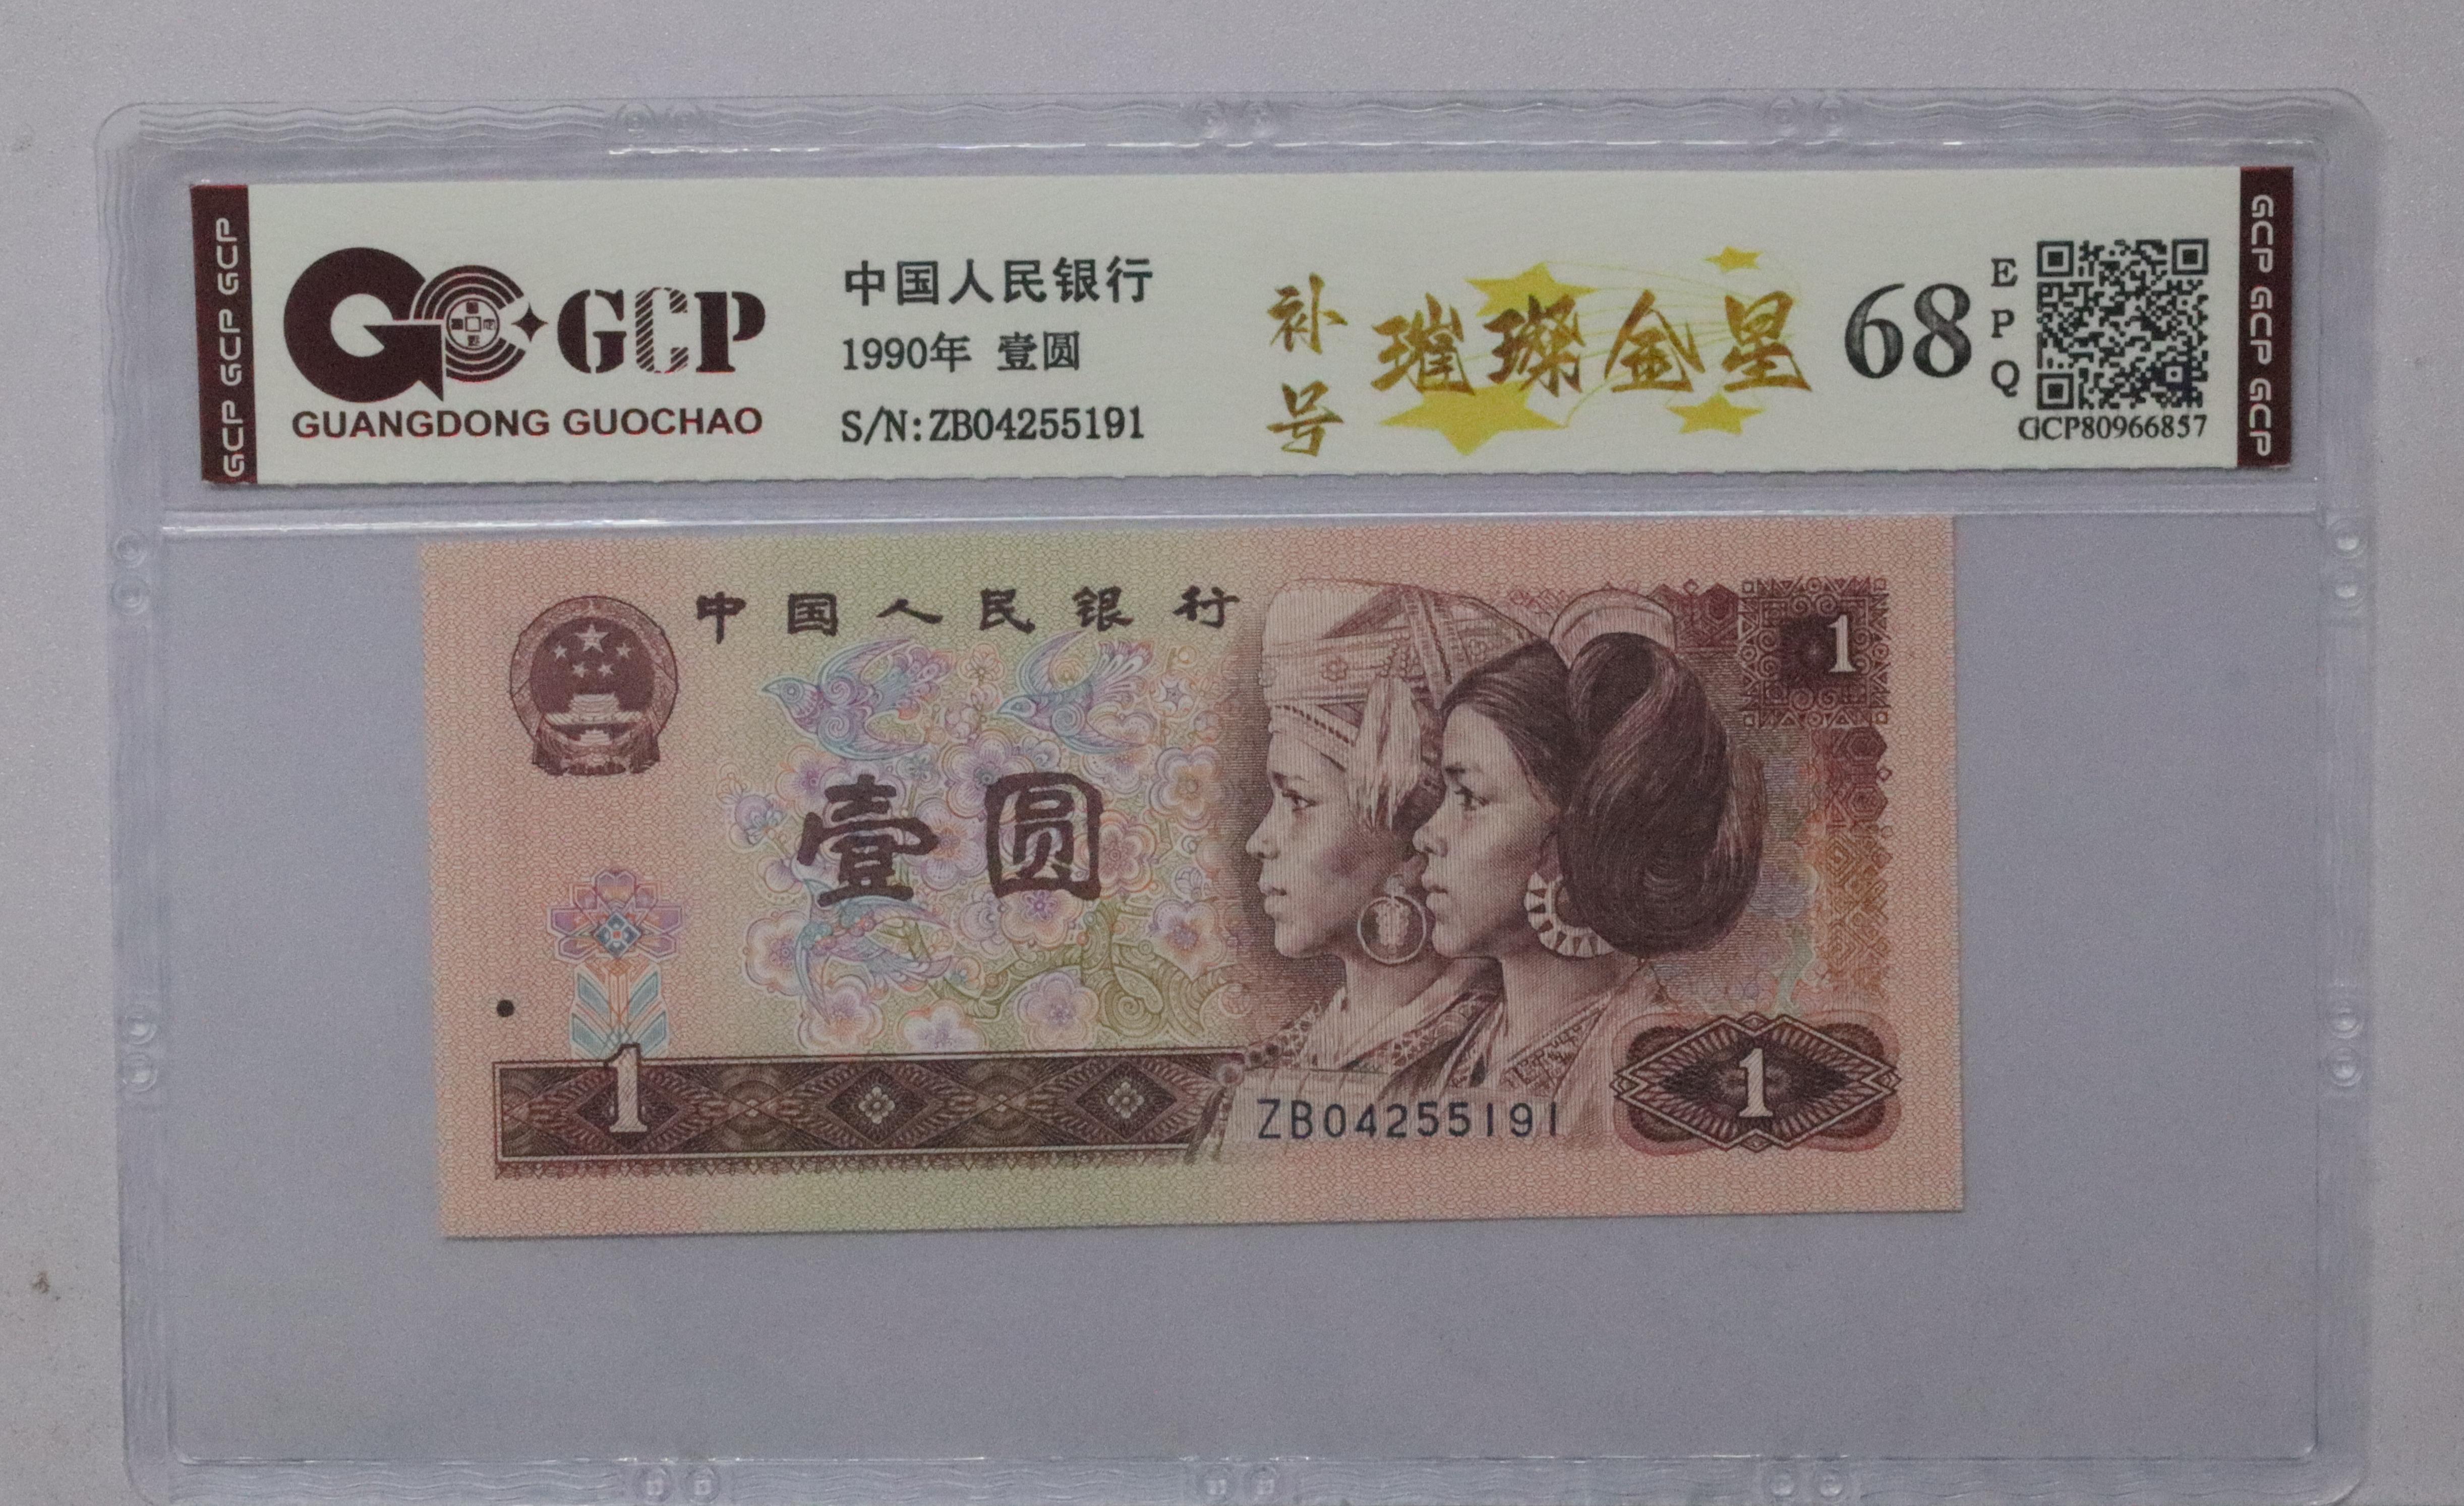 GCP GCP GCP
GCP
GUANGDONG GUOCHAO
中国人民银行
1990年 壹圆
S/N:ZB04255191
补号
璀璨金星
68
EPQ
GCP80966857
GCP GCP GCP
中国人民银行
1
壹圆
1
ZB04255191
1